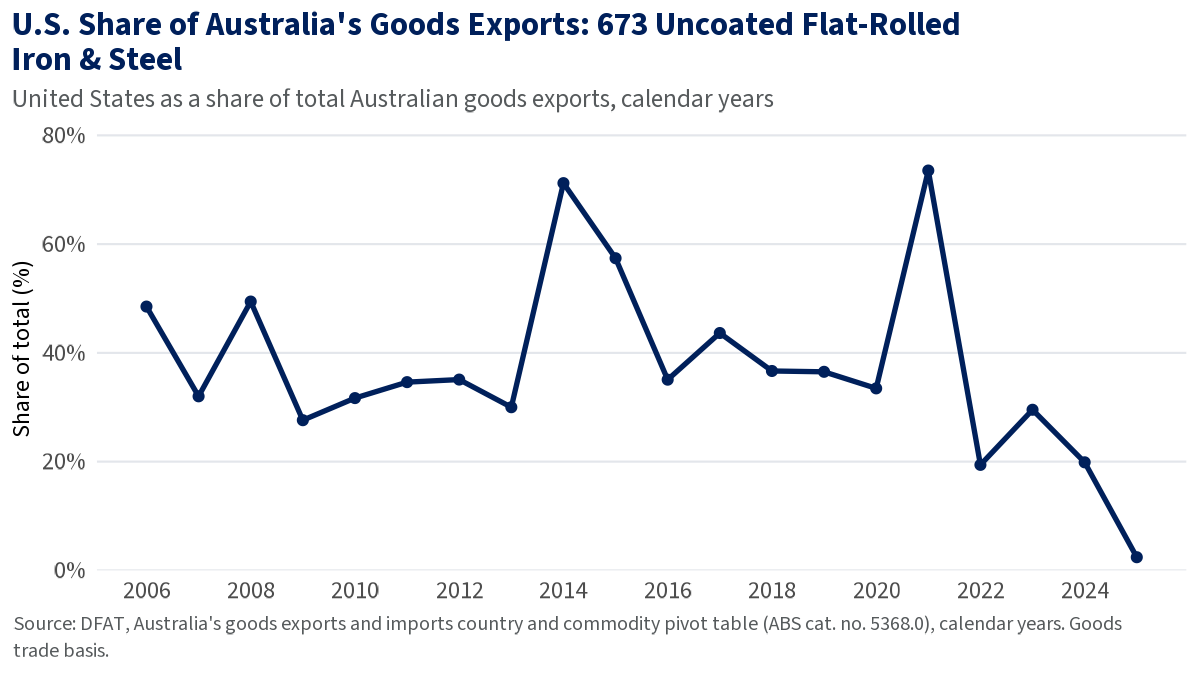 U.S. Share of Australia's Goods Exports: 673 Uncoated Flat-Rolled
Iron & Steel
United States as a share of total Australian goods exports, calendar years
Share of total (%)
80%
60%
40%
20%
0%
2006 2008 2010 2012 2014 2016 2018 2020 2022 2024
Source: DFAT, Australia's goods exports and imports country and commodity pivot table (ABS cat. no. 5368.0), calendar years. Goods
trade basis.